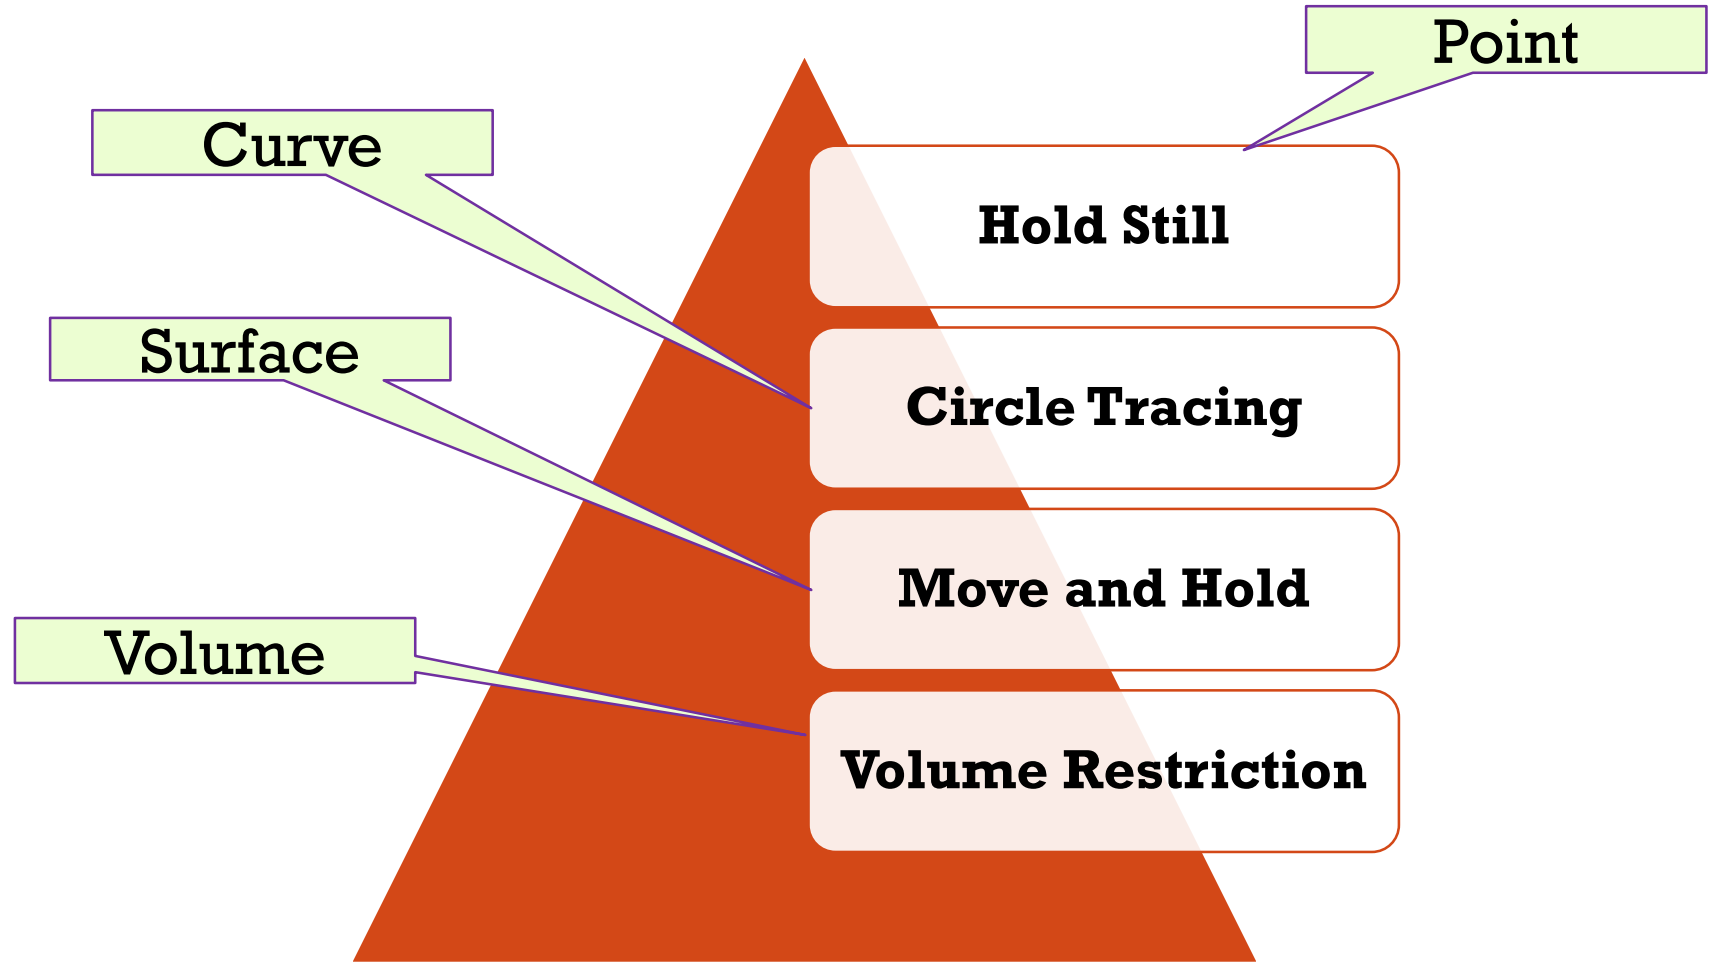 Point
Curve
Hold Still
Surface
Circle Tracing
Move and Hold
Volume
Volume Restriction